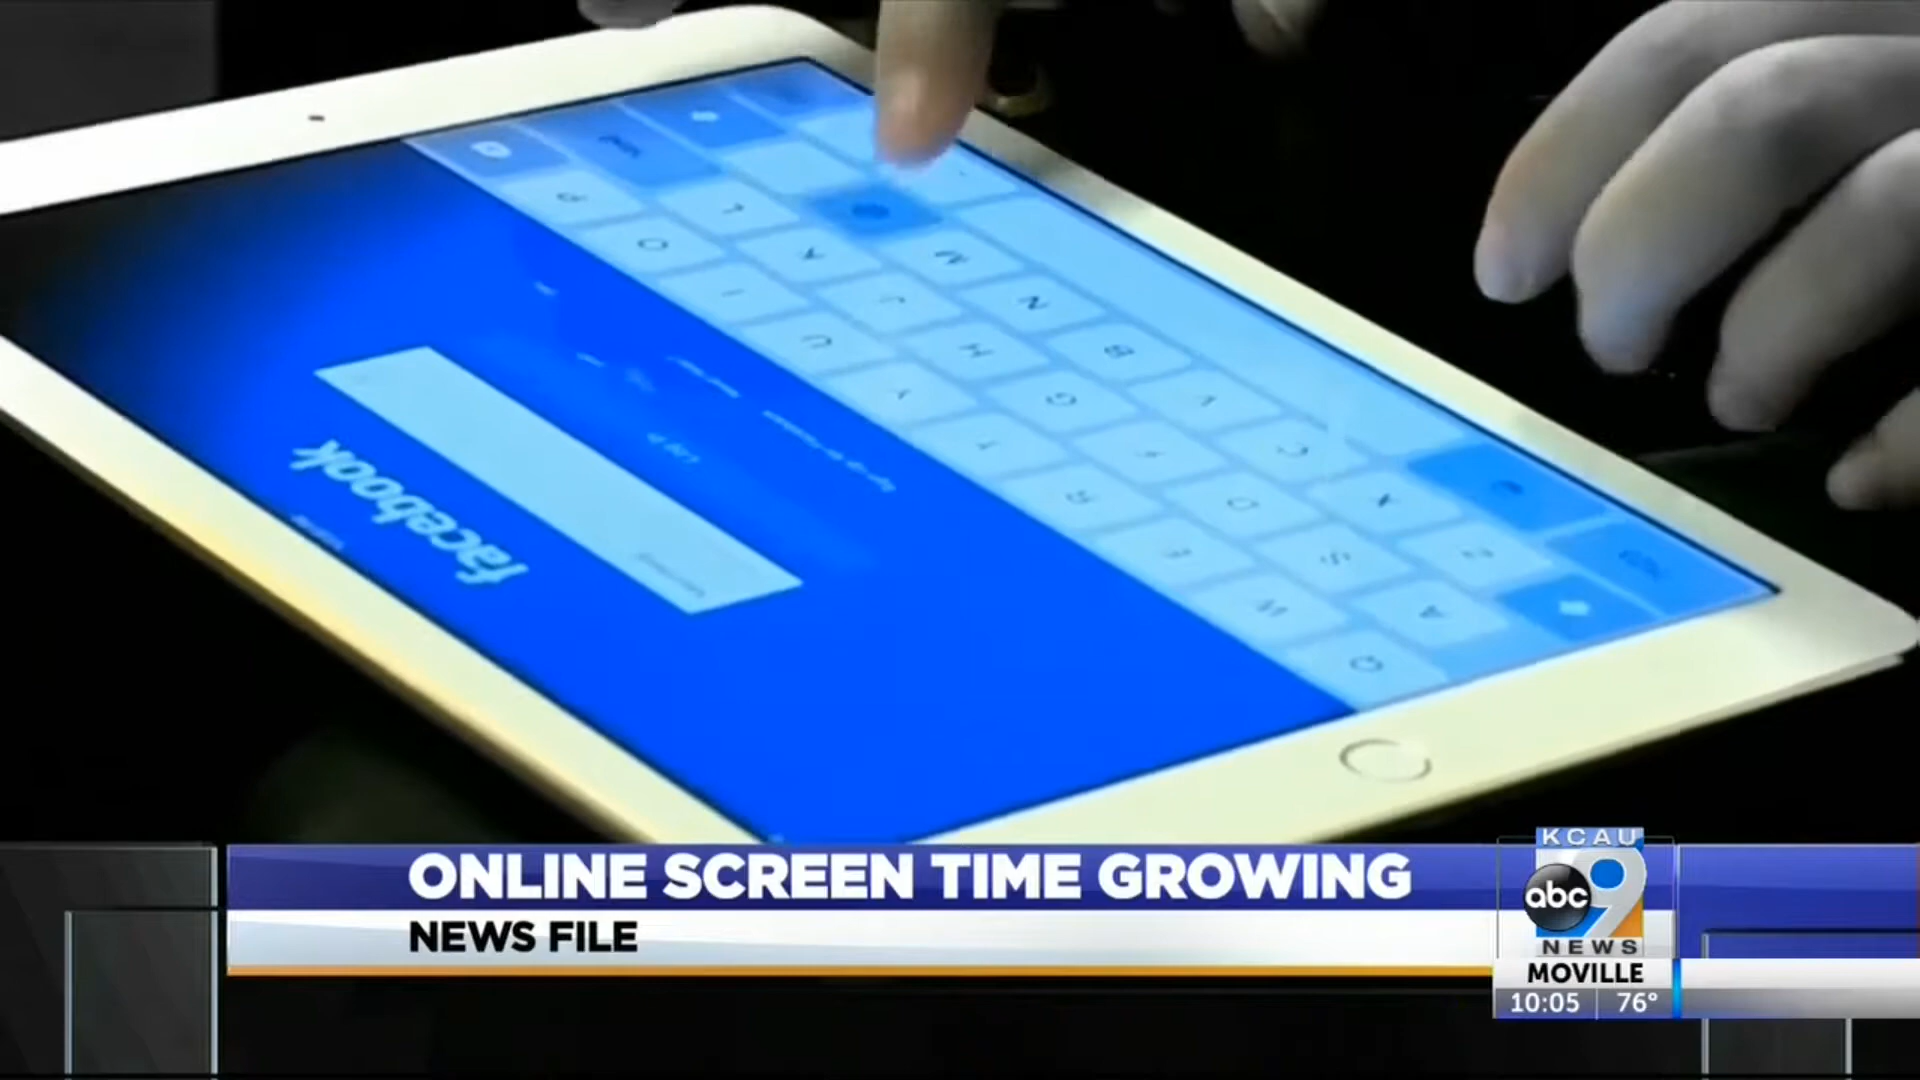 facebook
Q W E R T Y U I O P
A S D F G H J K L
Z X C V B N M
ONLINE SCREEN TIME GROWING
NEWS FILE
KCAU
abc 9
NEWS
MOVILLE
10:05 76°